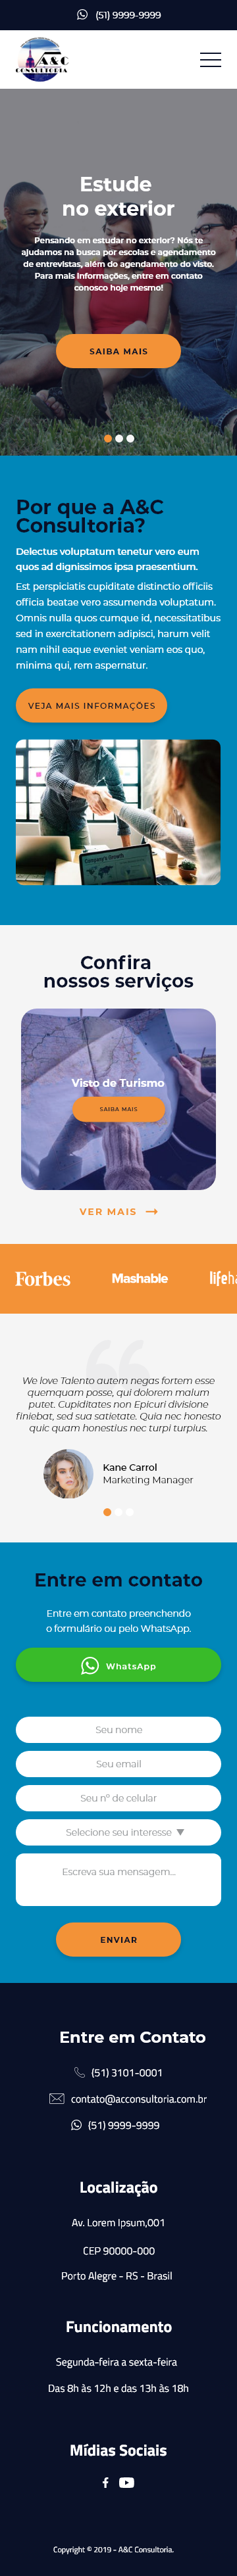 (51) 9999-9999
A&C
CONSULTORIA
Estude
no exterior
Pensando em estudar no exterior? Nós te
ajudamos na busca por escolas e agendamento
de entrevistas, além do agendamento do visto.
Para mais informações, entre em contato
conosco hoje mesmo!
SAIBA MAIS
Por que a A&C
Consultoria?
Delectus voluptatum tenetur vero eum
quos ad dignissimos ipsa praesentium.
Est perspiciatis cupiditate distinctio officiis
officia beatae vero assumenda voluptatum.
Omnis nulla quos cumque id, necessitatibus
sed in exercitationem adipisci, harum velit
nam nihil eaque eveniet veniam eos quo,
minima qui, rem aspernatur.
VEJA MAIS INFORMAÇÕES
Company's Growth
Confira
nossos serviços
Visto de Turismo
SAIBA MAIS
VER MAIS
Forbes
Mashable
lifeha
We love Talento autem negas fortem esse
quemquam posse, qui dolorem malum
putet. Cupiditates non Epicuri divisione
finiebat, sed sua satietate. Quia nec honesto
quic quam honestius nec turpi turpius.
Kane Carrol
Marketing Manager
Entre em contato
Entre em contato preenchendo
o formulário ou pelo WhatsApp.
WhatsApp
Seu nome
Seu email
Seu nº de celular
Selecione seu interesse
Escreva sua mensagem...
ENVIAR
Entre em Contato
(51) 3101-0001
contato@acconsultoria.com.br
(51) 9999-9999
Localização
Av. Lorem Ipsum,001
CEP 90000-000
Porto Alegre - RS - Brasil
Funcionamento
Segunda-feira a sexta-feira
Das 8h às 12h e das 13h às 18h
Mídias Sociais
Copyright © 2019 - A&C Consultoria.